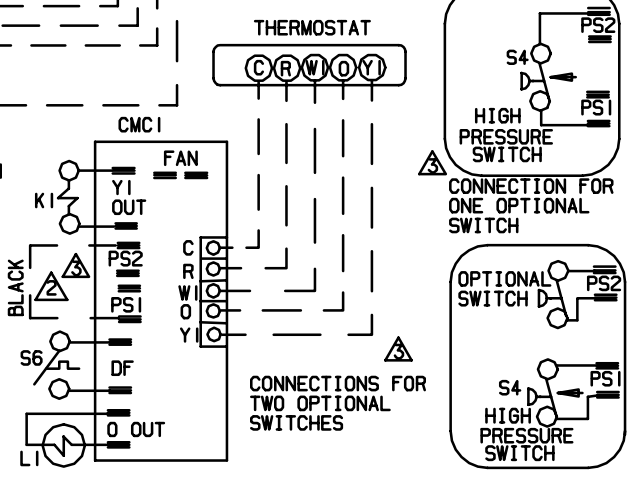 THERMOSTAT
C R W1 O Y1
CMC1
FAN
K1
Y1
OUT
PS2
3
BLACK
2
PS1
S6
DF
O OUT
L1
C
R
W1
O
Y1
3
CONNECTIONS FOR
TWO OPTIONAL
SWITCHES
PS2
S4
PS1
HIGH
PRESSURE
SWITCH
3
CONNECTION FOR
ONE OPTIONAL
SWITCH
OPTIONAL
SWITCH
PS2
PS1
S4
HIGH
PRESSURE
SWITCH